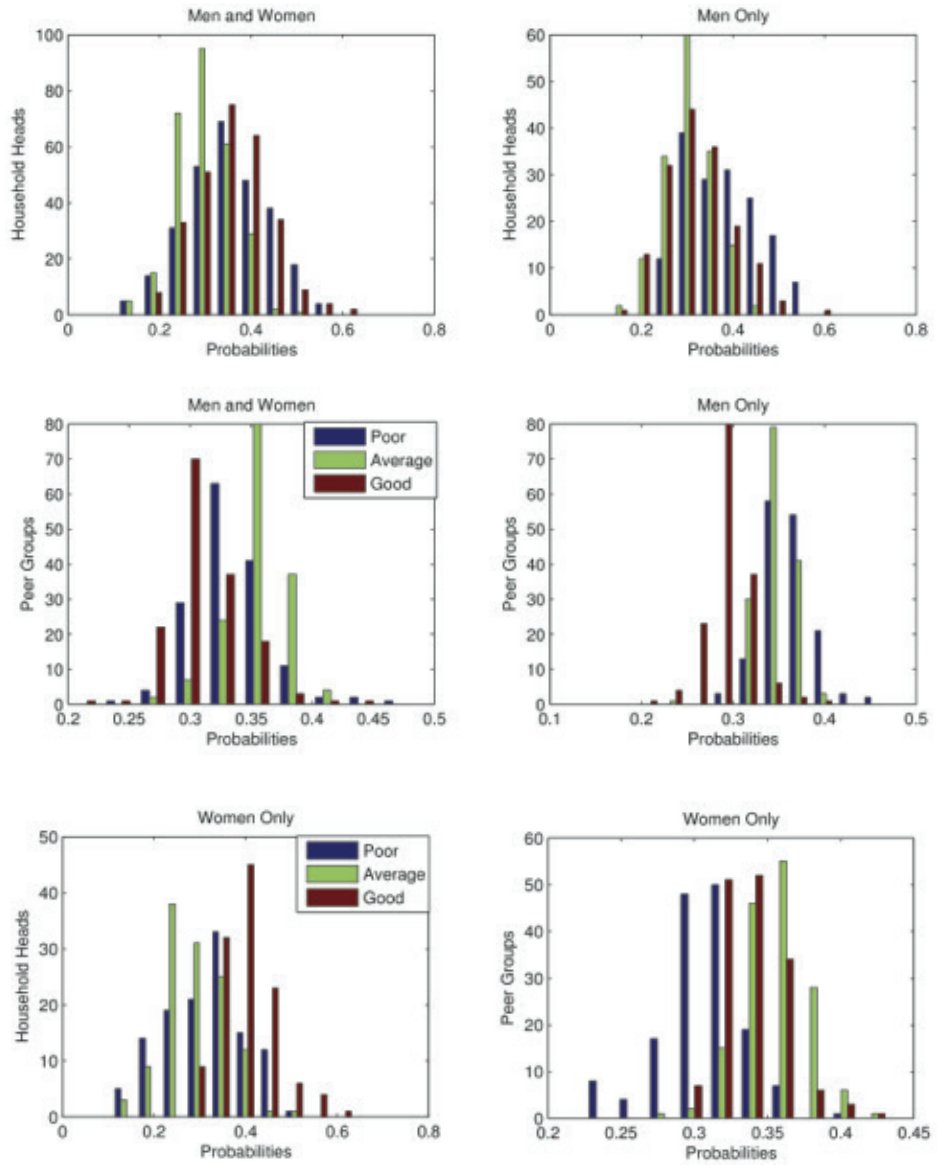 Men and Women
100
80
60
40
20
0
Household Heads
0 0.2 0.4 0.6 0.8
Probabilities
Men Only
60
50
40
30
20
10
0
Household Heads
0 0.2 0.4 0.6 0.8
Probabilities
Men and Women
80
70
60
50
40
30
20
10
0
Peer Groups
Poor
Average
Good
0.2 0.25 0.3 0.35 0.4 0.45 0.5
Probabilities
Men Only
80
70
60
50
40
30
20
10
0
Peer Groups
0.1 0.2 0.3 0.4 0.5
Probabilities
Women Only
50
40
30
20
10
0
Household Heads
Poor
Average
Good
0 0.2 0.4 0.6 0.8
Probabilities
Women Only
60
50
40
30
20
10
0
Peer Groups
0.2 0.25 0.3 0.35 0.4 0.45
Probabilities